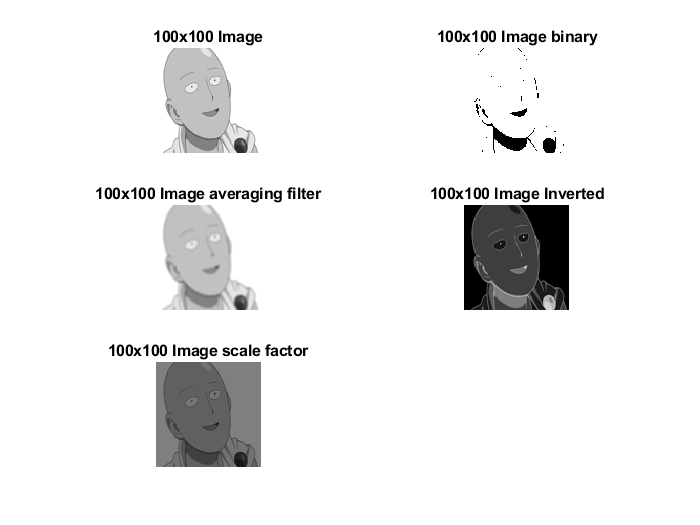 100x100 Image
100x100 Image binary
100x100 Image averaging filter
100x100 Image Inverted
100x100 Image scale factor